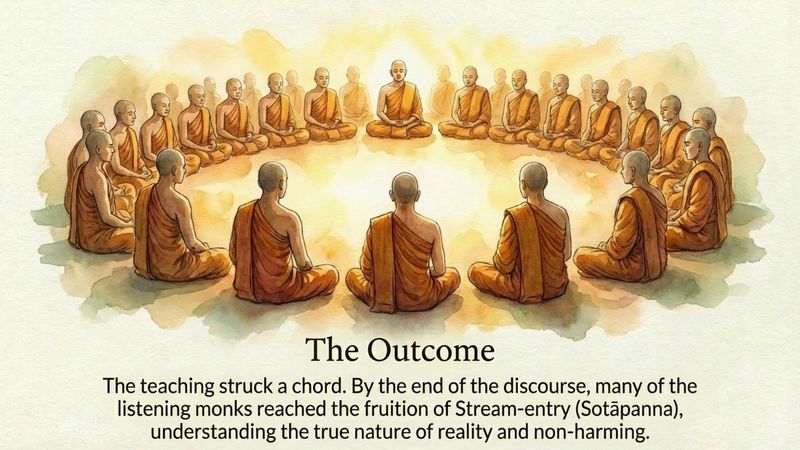 The Outcome
The teaching struck a chord. By the end of the discourse, many of the
listening monks reached the fruition of Stream-entry (Sotāpanna),
understanding the true nature of reality and non-harming.